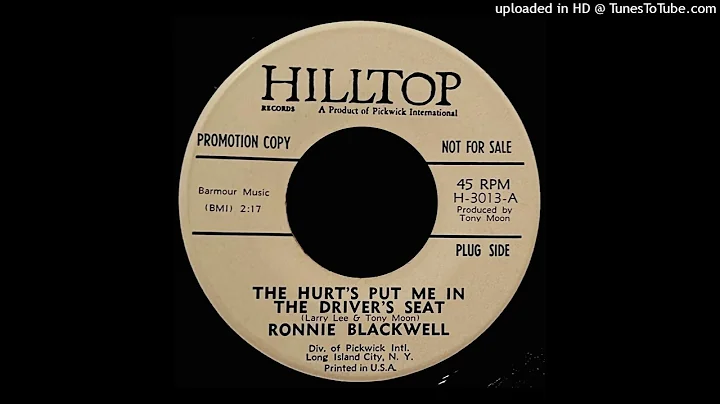 uploaded in HD @ TunesToTube.com
HILLTOP
RECORDS A Product of Pickwick International
PROMOTION COPY
NOT FOR SALE
Barmour Music
(BMI) 2:17
45 RPM
H-3013-A
Produced by
Tony Moon
PLUG SIDE
THE HURT'S PUT ME IN
THE DRIVER'S SEAT
(Larry Lee & Tony Moon)
RONNIE BLACKWELL
Div. of Pickwick Intl.
Long Island City, N. Y.
Printed in U.S.A.